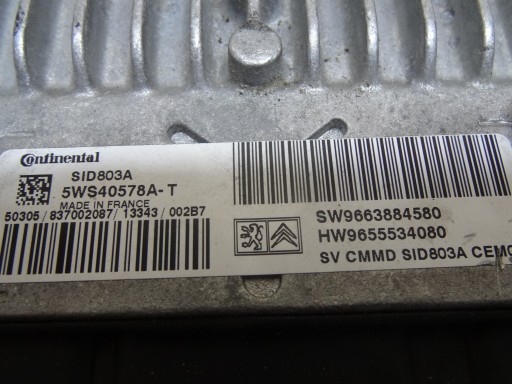 Continental
SID803A
5WS40578A-T
MADE IN FRANCE
50305/837002087/13343/002B7
SW9663884580
HW9655534080
SV CMMD SID803A CEM